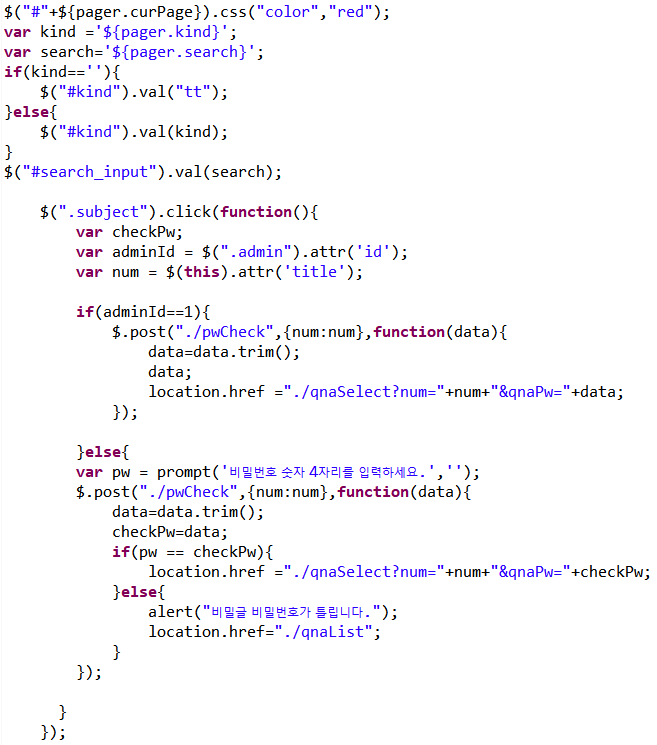 $("#"+${pager.curPage}).css("color","red");
var kind ='${pager.kind}';
var search='${pager.search}';
if(kind==''){
    $("#kind").val("tt");
}else{
    $("#kind").val(kind);
}
$("#search_input").val(search);

    $(".subject").click(function(){
        var checkPw;
        var adminId = $(".admin").attr('id');
        var num = $(this).attr('title');

        if(adminId==1){
            $.post("./pwCheck",{num:num},function(data){
                data=data.trim();
                data;
                location.href ="./qnaSelect?num="+num+"&qnaPw="+data;
            });

        }else{
        var pw = prompt('비밀번호 숫자 4자리를 입력하세요.','');
        $.post("./pwCheck",{num:num},function(data){
            data=data.trim();
            checkPw=data;
            if(pw == checkPw){
                location.href ="./qnaSelect?num="+num+"&qnaPw="+checkPw;
            }else{
                alert("비밀글 비밀번호가 틀립니다.");
                location.href="./qnaList";
            }
        });

      }
    });